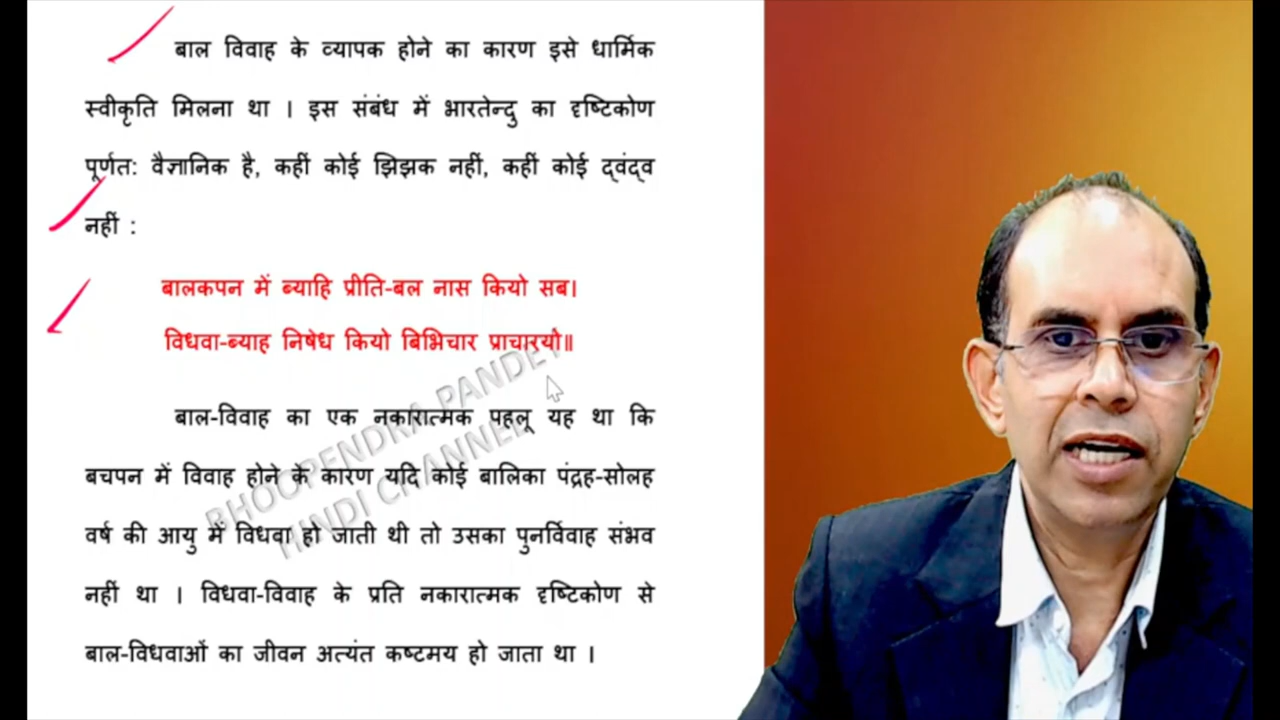 बाल विवाह के व्यापक होने का कारण इसे धार्मिक
स्वीकृति मिलना था । इस संबंध में भारतेन्दु का दृष्टिकोण
पूर्णत: वैज्ञानिक है, कहीं कोई झिझक नहीं, कहीं कोई द्वंद्व
नहीं :
बालकपन में ब्याहि प्रीति-बल नास कियो सब।
विधवा-ब्याह निषेध कियो बिभिचार प्राचारयो॥
बाल-विवाह का एक नकारात्मक पहलू यह था कि
बचपन में विवाह होने के कारण यदि कोई बालिका पंद्रह-सोलह
वर्ष की आयु में विधवा हो जाती थी तो उसका पुनर्विवाह संभव
नहीं था । विधवा-विवाह के प्रति नकारात्मक दृष्टिकोण से
बाल-विधवाओं का जीवन अत्यंत कष्टमय हो जाता था ।
BHOOPENDRA PANDEY
HINDI CHANNEL